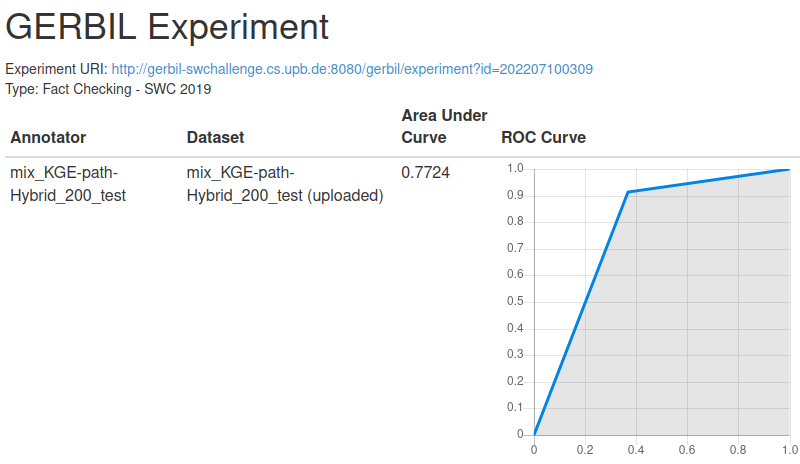 GERBIL Experiment
Experiment URI: http://gerbil-swchallenge.cs.upb.de:8080/gerbil/experiment?id=202207100309
Type: Fact Checking - SWC 2019
Annotator Dataset Area Under Curve ROC Curve
mix_KGE-path-Hybrid_200_test mix_KGE-path-Hybrid_200_test (uploaded) 0.7724
1.0
0.9
0.8
0.7
0.6
0.5
0.4
0.3
0.2
0.1
0
0 0.2 0.4 0.6 0.8 1.0